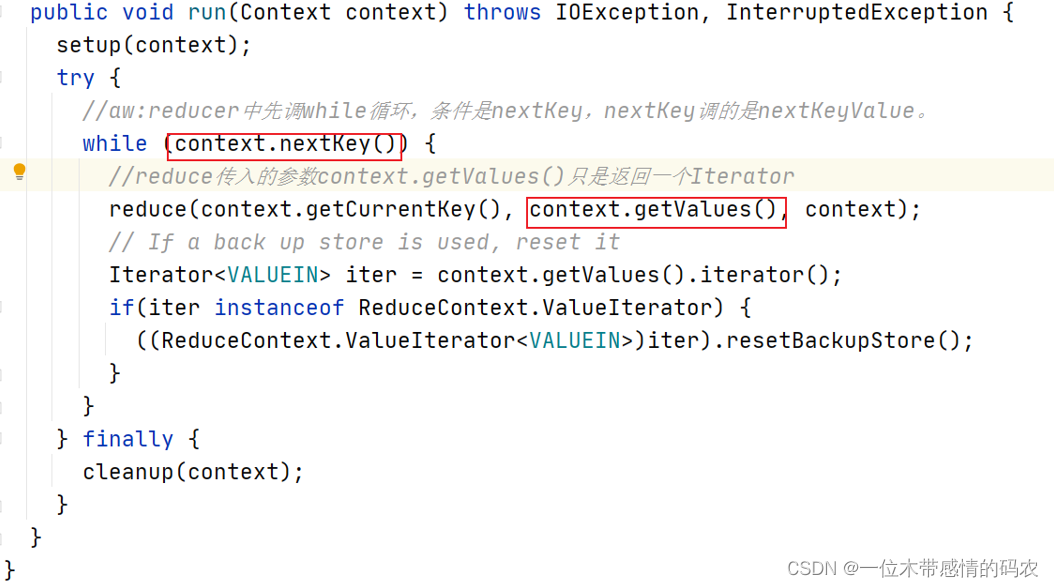 public void run(Context context) throws IOException, InterruptedException {
setup(context);
try {
//aw:reducer中先调while循环，条件是nextKey，nextKey调的是nextKeyValue。
while (context.nextKey()) {
//reduce传入的参数context.getValues()只是返回一个Iterator
reduce(context.getCurrentKey(), context.getValues(), context);
// If a back up store is used, reset it
Iterator<VALUEIN> iter = context.getValues().iterator();
if(iter instanceof ReduceContext.ValueIterator) {
((ReduceContext.ValueIterator<VALUEIN>)iter).resetBackupStore();
}
}
} finally {
cleanup(context);
}
}
}
CSDN @一位木带感情的码农